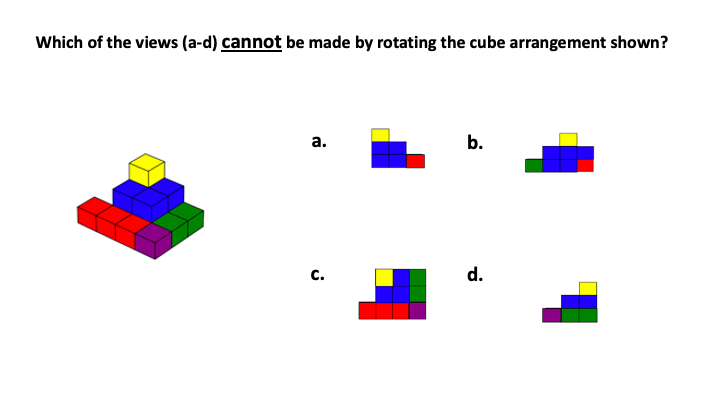 Which of the views (a-d) cannot be made by rotating the cube arrangement shown?
a.
b.
c.
d.